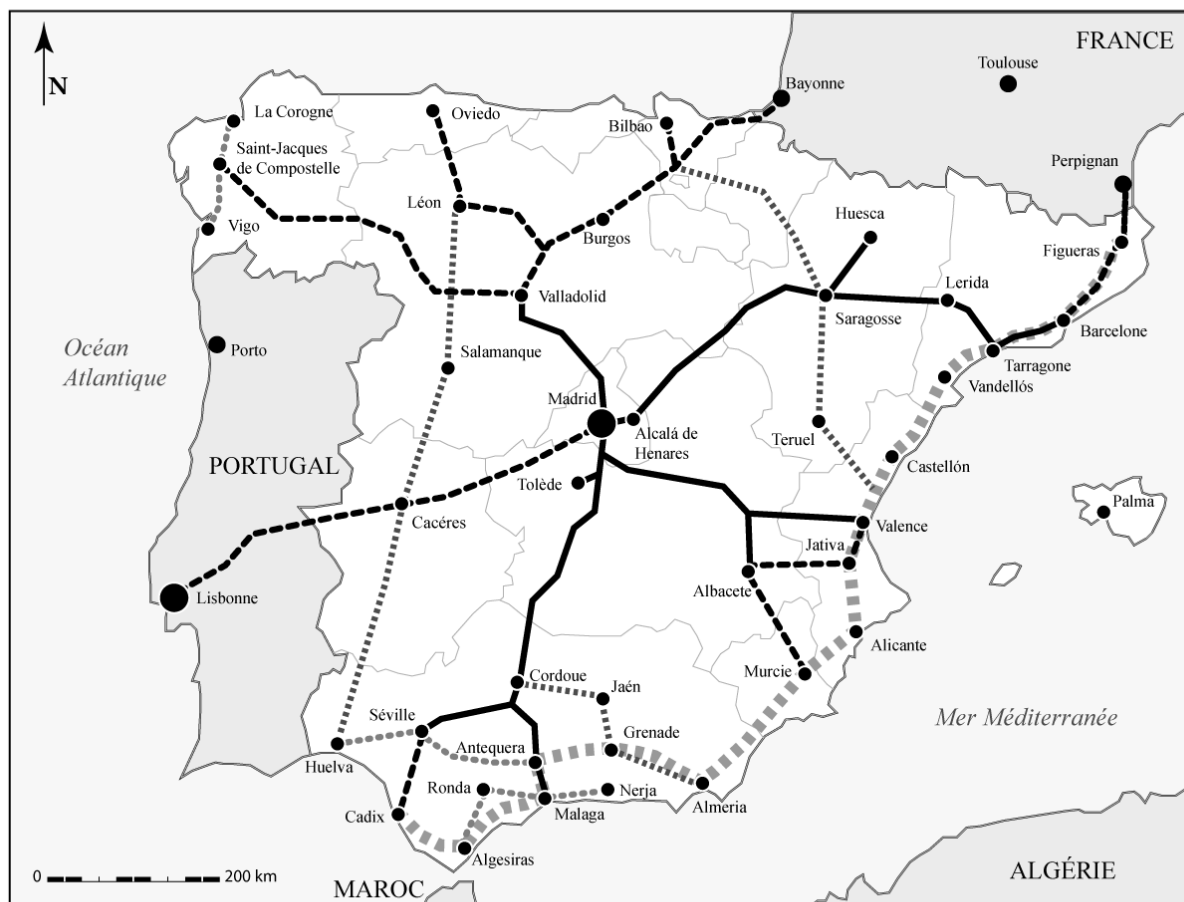 FRANCE
Toulouse
N
Bayonne
La Corogne
Oviedo
Bilbao
Saint-Jacques
de Compostelle
Perpignan
Léon
Huesca
Vigo
Burgos
Figueras
Lerida
Valladolid
Saragosse
Barcelone
Océan
Atlantique
Porto
Salamanque
Tarragone
Vandellós
Madrid
Alcalá de
Henares
Teruel
Castellón
PORTUGAL
Tolède
Palma
Cacéres
Valence
Jativa
Albacete
Lisbonne
Alicante
Murcie
Cordoue
Jaén
Séville
Mer Méditerranée
Grenade
Antequera
Huelva
Ronda
Nerja
Almeria
Cadix
Malaga
Algesiras
0 200 km
MAROC
ALGÉRIE